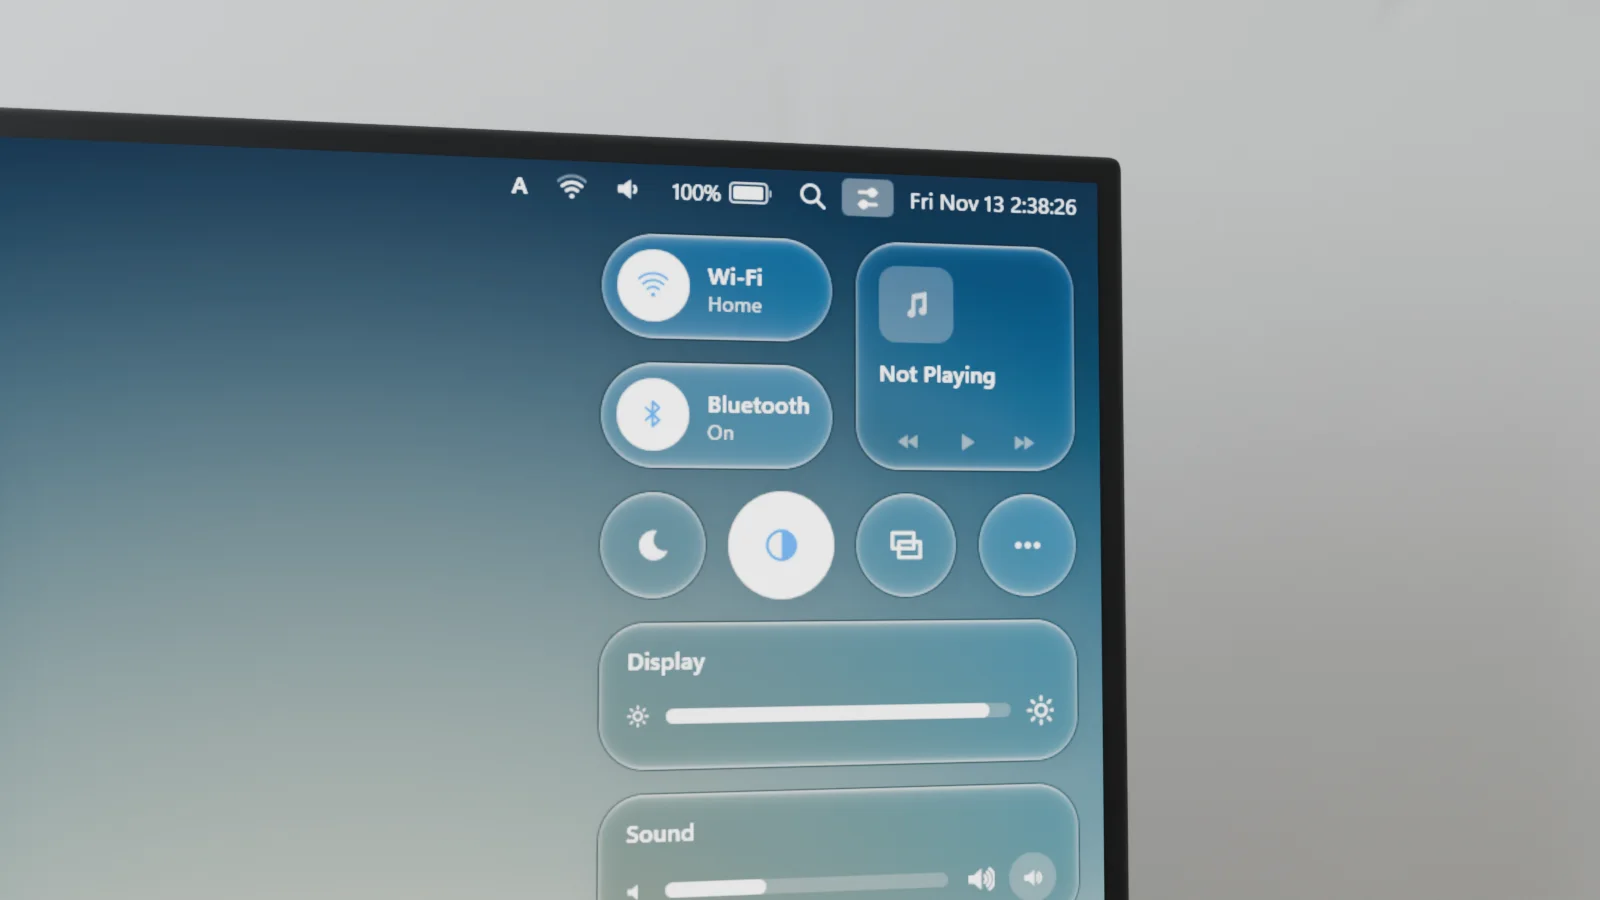 A 100% Fri Nov 13 2:38:26
Wi-Fi
Home
Not Playing
Bluetooth
On
Display
Sound